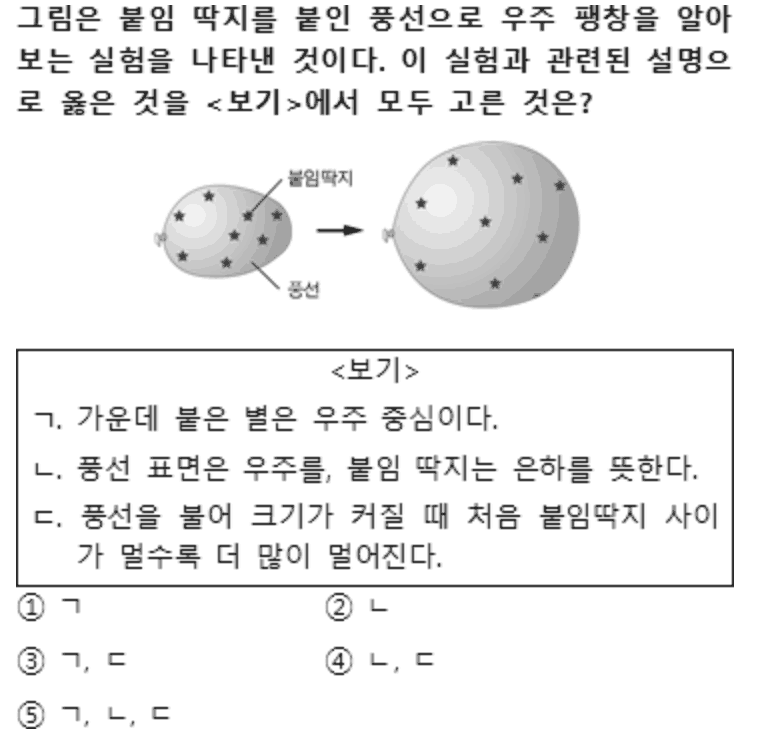 그림은 붙임 딱지를 붙인 풍선으로 우주 팽창을 알아
보는 실험을 나타낸 것이다. 이 실험과 관련된 설명으
로 옳은 것을 <보기>에서 모두 고른 것은?
붙임딱지
풍선
<보기>
ㄱ. 가운데 붙은 별은 우주 중심이다.
ㄴ. 풍선 표면은 우주를, 붙임 딱지는 은하를 뜻한다.
ㄷ. 풍선을 불어 크기가 커질 때 처음 붙임딱지 사이
가 멀수록 더 많이 멀어진다.
① ㄱ ② ㄴ
③ ㄱ, ㄷ ④ ㄴ, ㄷ
⑤ ㄱ, ㄴ, ㄷ